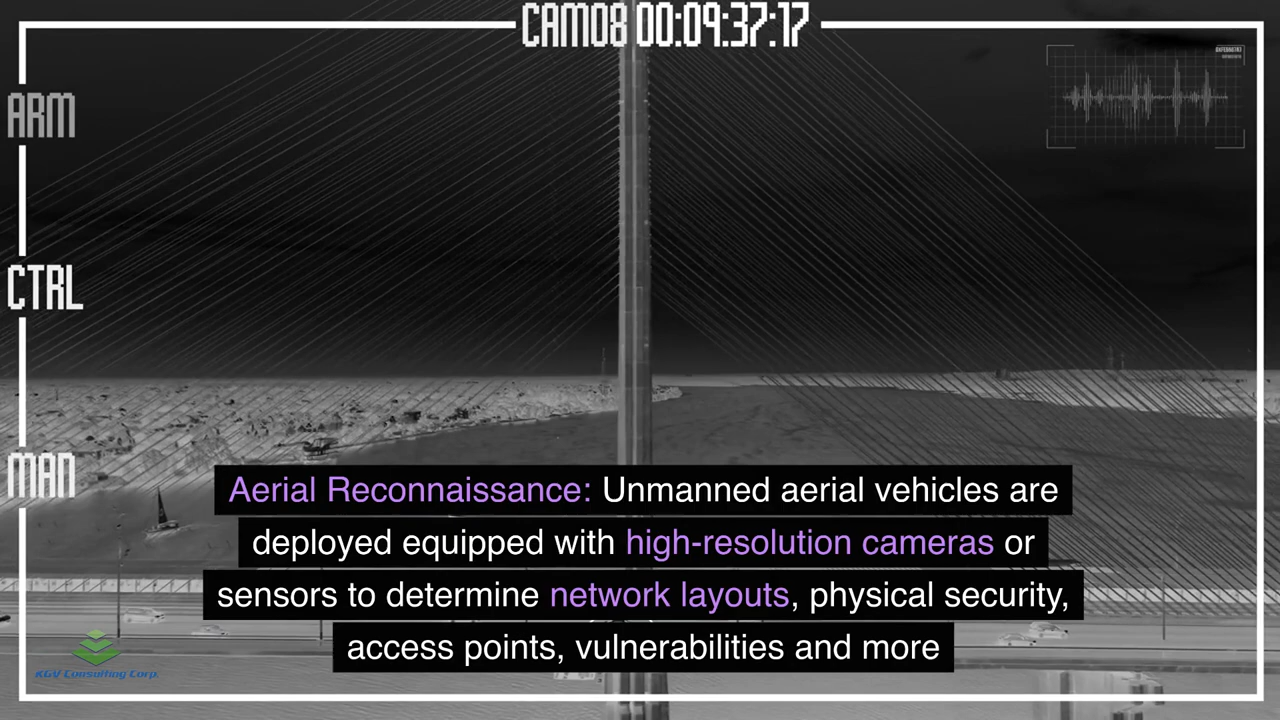 CAM08 00:09:37:17
ARM
CTRL
MAN
Aerial Reconnaissance: Unmanned aerial vehicles are
deployed equipped with high-resolution cameras or
sensors to determine network layouts, physical security,
access points, vulnerabilities and more
KGV Consulting Corp.